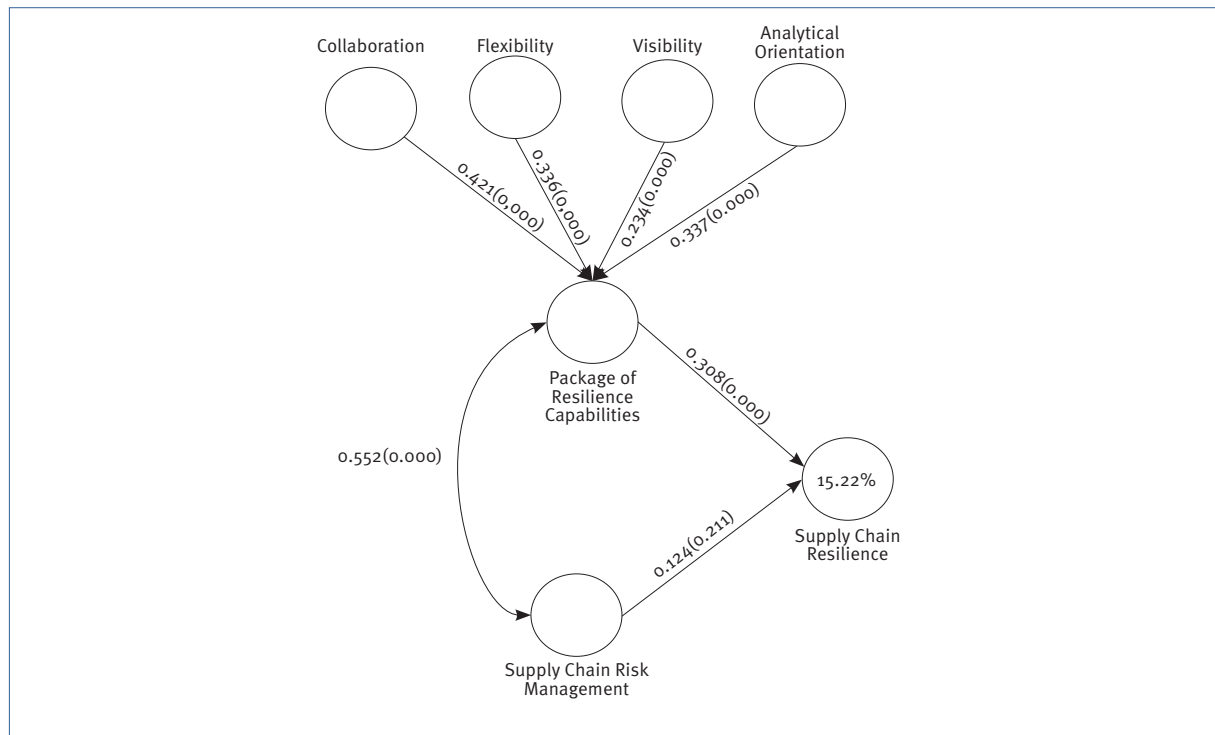 Collaboration
Flexibility
Visibility
Analytical
Orientation
0.421(0,000)
0.336(0,000)
0.234(0.000)
0.337(0.000)
Package of
Resilience
Capabilities
0.308(0.000)
0.552(0.000)
15.22%
Supply Chain
Resilience
0.124(0.211)
Supply Chain Risk
Management